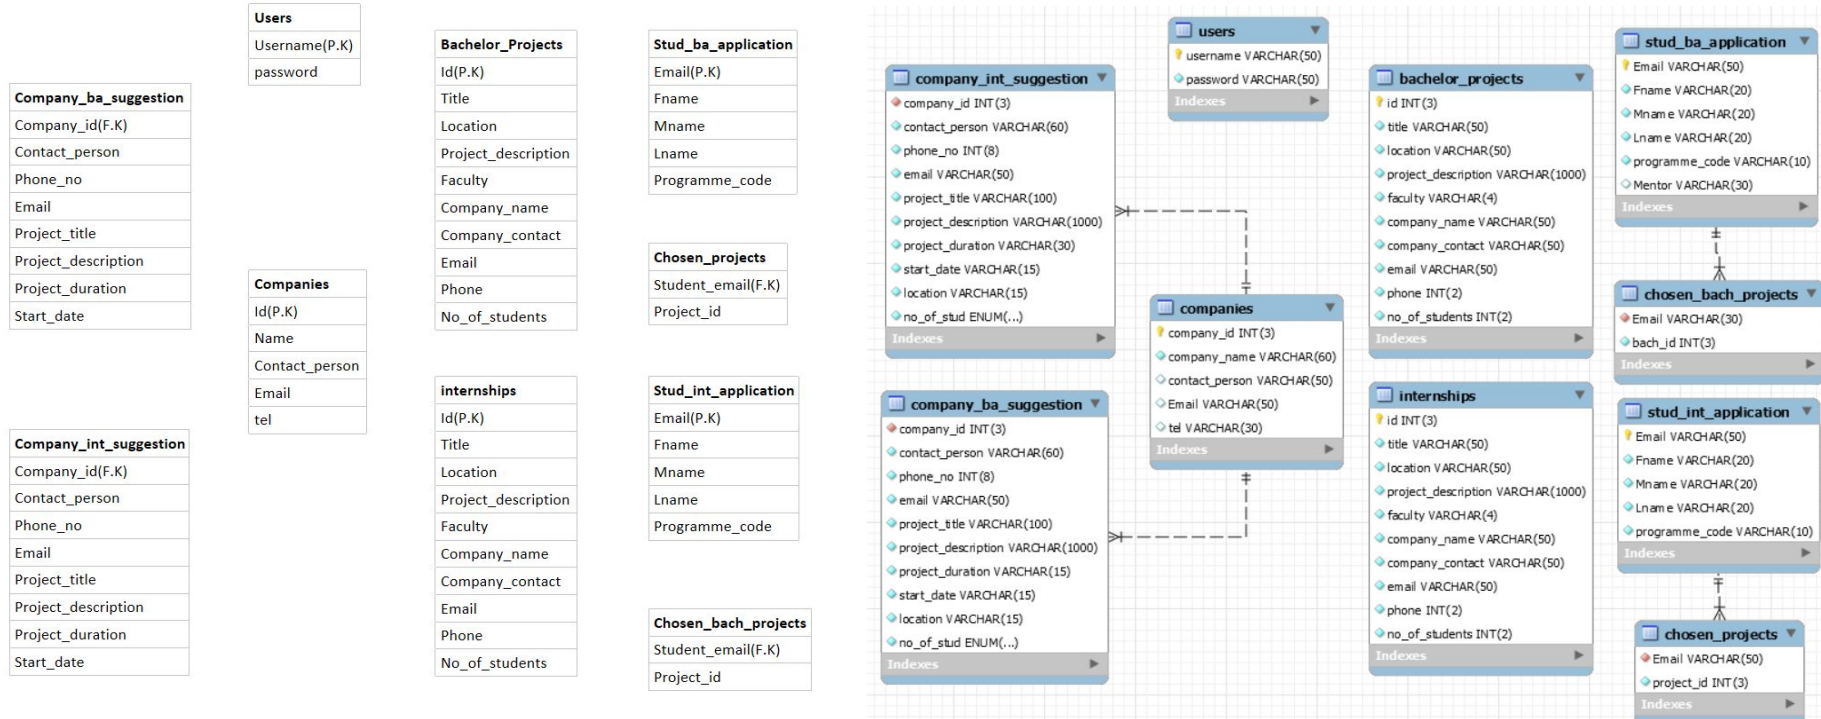 Company_ba_suggestion
Company_id(F.K)
Contact_person
Phone_no
Email
Project_title
Project_description
Project_duration
Start_date
Company_int_suggestion
Company_id(F.K)
Contact_person
Phone_no
Email
Project_title
Project_description
Project_duration
Start_date
Users
Username(P.K)
password
Companies
Id(P.K)
Name
Contact_person
Email
tel
Bachelor_Projects
Id(P.K)
Title
Location
Project_description
Faculty
Company_name
Company_contact
Email
Phone
No_of_students
internships
Id(P.K)
Title
Location
Project_description
Faculty
Company_name
Company_contact
Email
Phone
No_of_students
Stud_ba_application
Email(P.K)
Fname
Mname
Lname
Programme_code
Chosen_projects
Student_email(F.K)
Project_id
Stud_int_application
Email(P.K)
Fname
Mname
Lname
Programme_code
Chosen_bach_projects
Student_email(F.K)
Project_id
company_int_suggestion
company_id INT(3)
contact_person VARCHAR(60)
phone_no INT(8)
email VARCHAR(50)
project_title VARCHAR(100)
project_description VARCHAR(1000)
project_duration VARCHAR(30)
start_date VARCHAR(15)
location VARCHAR(15)
no_of_stud ENUM(...)
Indexes
company_ba_suggestion
company_id INT(3)
contact_person VARCHAR(60)
phone_no INT(8)
email VARCHAR(50)
project_title VARCHAR(100)
project_description VARCHAR(1000)
project_duration VARCHAR(15)
start_date VARCHAR(15)
location VARCHAR(15)
no_of_stud ENUM(...)
Indexes
users
username VARCHAR(50)
password VARCHAR(50)
Indexes
companies
company_id INT(3)
company_name VARCHAR(60)
contact_person VARCHAR(50)
Email VARCHAR(50)
tel VARCHAR(30)
Indexes
bachelor_projects
id INT(3)
title VARCHAR(50)
location VARCHAR(50)
project_description VARCHAR(1000)
faculty VARCHAR(4)
company_name VARCHAR(50)
company_contact VARCHAR(50)
email VARCHAR(50)
phone INT(2)
no_of_students INT(2)
Indexes
internships
id INT(3)
title VARCHAR(50)
location VARCHAR(50)
project_description VARCHAR(1000)
faculty VARCHAR(4)
company_name VARCHAR(50)
company_contact VARCHAR(50)
email VARCHAR(50)
phone INT(2)
no_of_students INT(2)
Indexes
stud_ba_application
Email VARCHAR(50)
Fname VARCHAR(20)
Mname VARCHAR(20)
Lname VARCHAR(20)
programme_code VARCHAR(10)
Mentor VARCHAR(30)
Indexes
chosen_bach_projects
Email VARCHAR(30)
bach_id INT(3)
Indexes
stud_int_application
Email VARCHAR(50)
Fname VARCHAR(20)
Mname VARCHAR(20)
Lname VARCHAR(20)
programme_code VARCHAR(10)
Indexes
chosen_projects
Email VARCHAR(50)
project_id INT(3)
Indexes